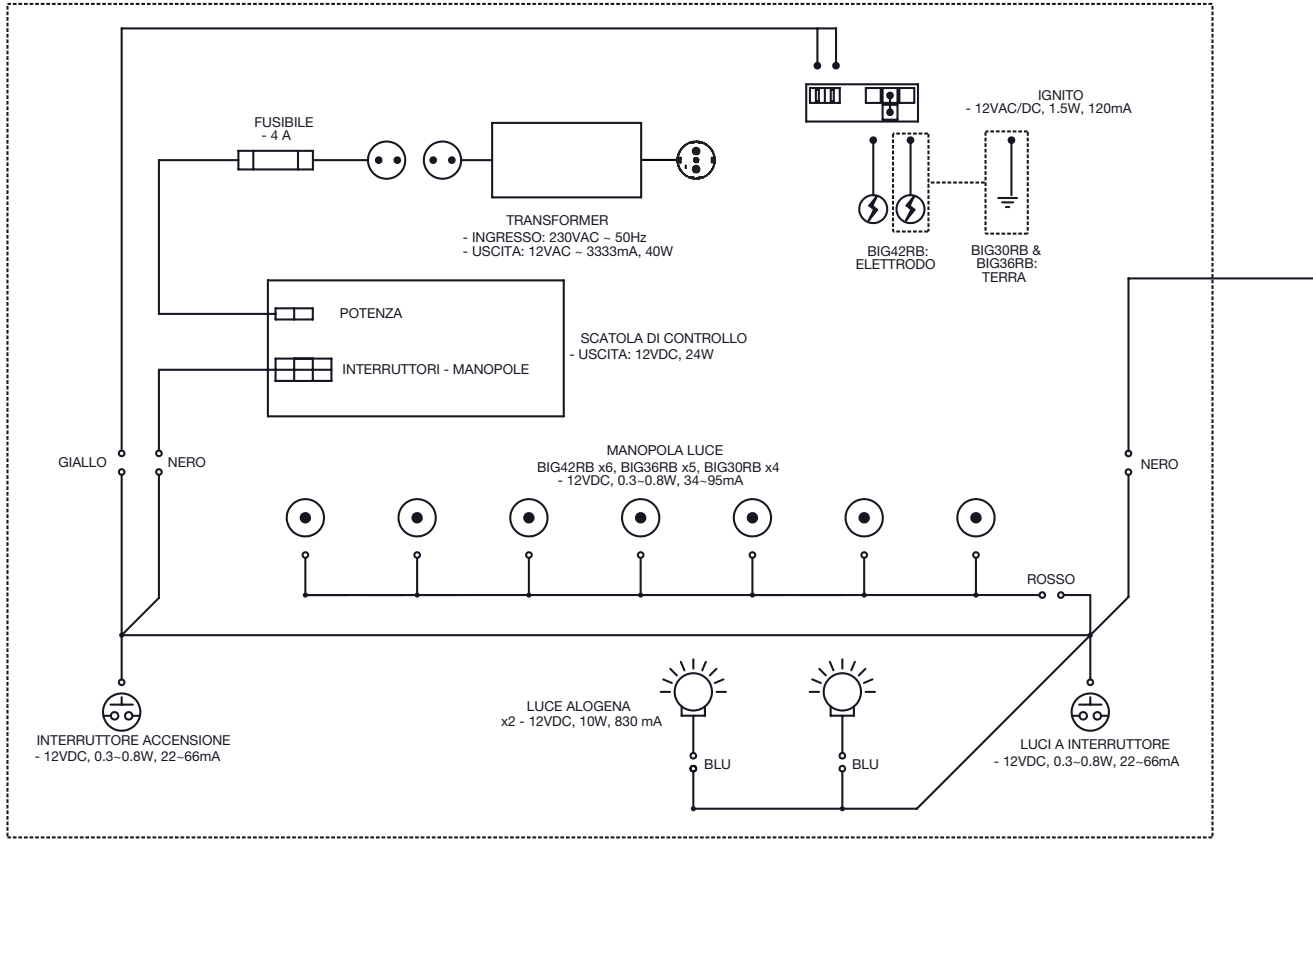 IGNITO
- 12VAC/DC, 1.5W, 120mA
FUSIBILE
- 4 A
TRANSFORMER
- INGRESSO: 230VAC ~ 50Hz
- USCITA: 12VAC ~ 3333mA, 40W
BIG42RB:
ELETTRODO
BIG30RB &
BIG36RB:
TERRA
POTENZA
INTERRUTTORI - MANOPOLE
SCATOLA DI CONTROLLO
- USCITA: 12VDC, 24W
GIALLO
NERO
MANOPOLA LUCE
BIG42RB x6, BIG36RB x5, BIG30RB x4
- 12VDC, 0.3~0.8W, 34~95mA
NERO
ROSSO
LUCE ALOGENA
x2 - 12VDC, 10W, 830 mA
BLU
BLU
INTERRUTTORE ACCENSIONE
- 12VDC, 0.3~0.8W, 22~66mA
LUCI A INTERRUTTORE
- 12VDC, 0.3~0.8W, 22~66mA